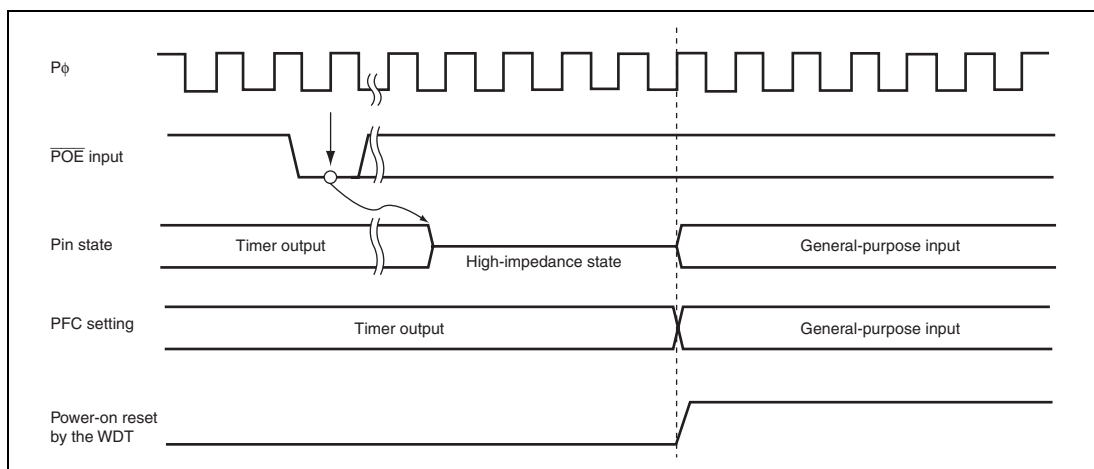 Pϕ
POE input
Pin state
Timer output
High-impedance state
General-purpose input
PFC setting
Timer output
General-purpose input
Power-on reset
by the WDT